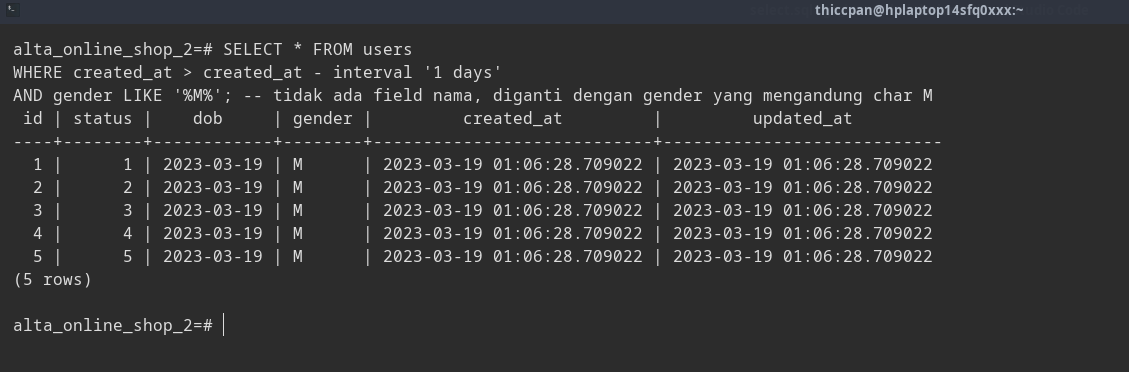 thiccpan@hplaptop14sfq0xxx:~
alta_online_shop_2=# SELECT * FROM users
WHERE created_at > created_at - interval '1 days'
AND gender LIKE '%M%'; -- tidak ada field nama, diganti dengan gender yang mengandung char M
 id | status |    dob     | gender |         created_at         |         updated_at
----+--------+------------+--------+----------------------------+----------------------------
  1 |      1 | 2023-03-19 | M      | 2023-03-19 01:06:28.709022 | 2023-03-19 01:06:28.709022
  2 |      2 | 2023-03-19 | M      | 2023-03-19 01:06:28.709022 | 2023-03-19 01:06:28.709022
  3 |      3 | 2023-03-19 | M      | 2023-03-19 01:06:28.709022 | 2023-03-19 01:06:28.709022
  4 |      4 | 2023-03-19 | M      | 2023-03-19 01:06:28.709022 | 2023-03-19 01:06:28.709022
  5 |      5 | 2023-03-19 | M      | 2023-03-19 01:06:28.709022 | 2023-03-19 01:06:28.709022
(5 rows)
alta_online_shop_2=#